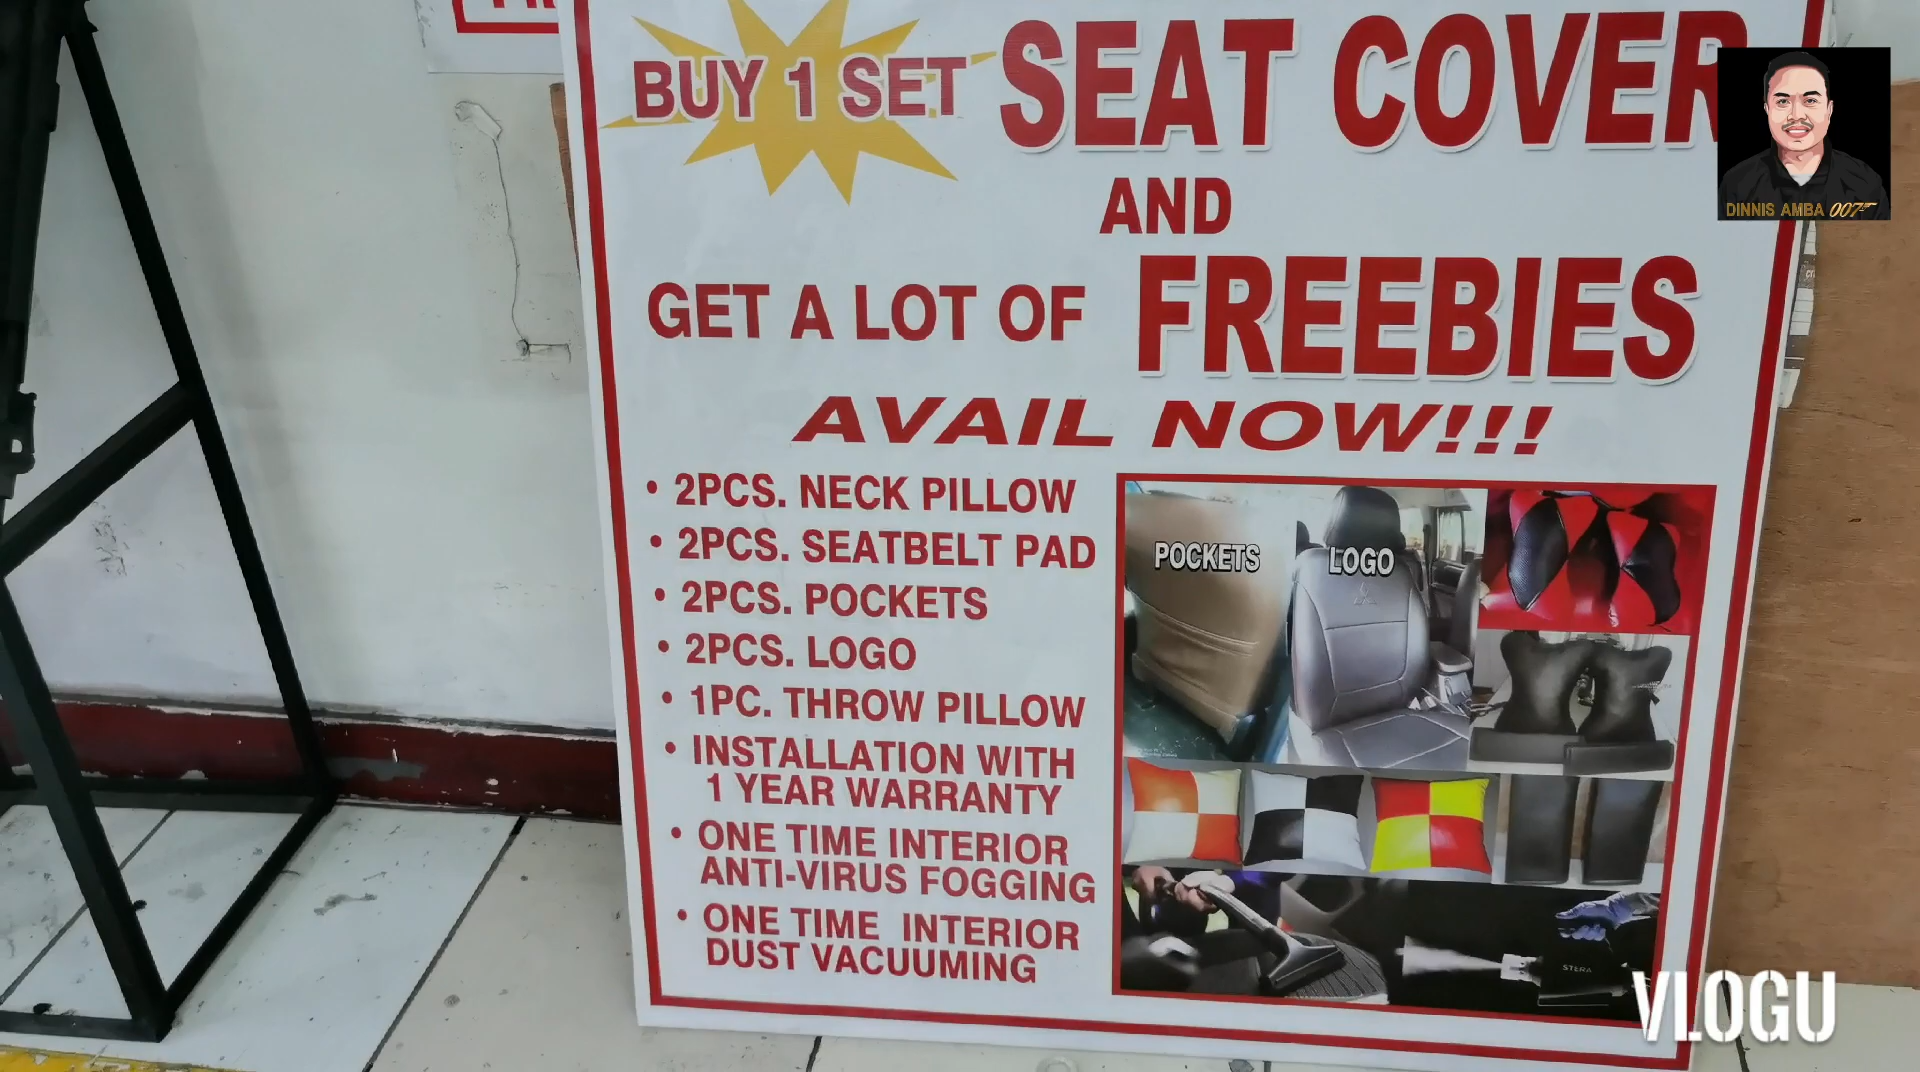 BUY 1 SET SEAT COVER
AND
GET A LOT OF FREEBIES
AVAIL NOW!!!
• 2PCS. NECK PILLOW
• 2PCS. SEATBELT PAD
• 2PCS. POCKETS
• 2PCS. LOGO
• 1PC. THROW PILLOW
• INSTALLATION WITH
1 YEAR WARRANTY
• ONE TIME INTERIOR
ANTI-VIRUS FOGGING
• ONE TIME INTERIOR
DUST VACUUMING
POCKETS
LOGO
STERA
DINNIS AMBA 007
VLOGU